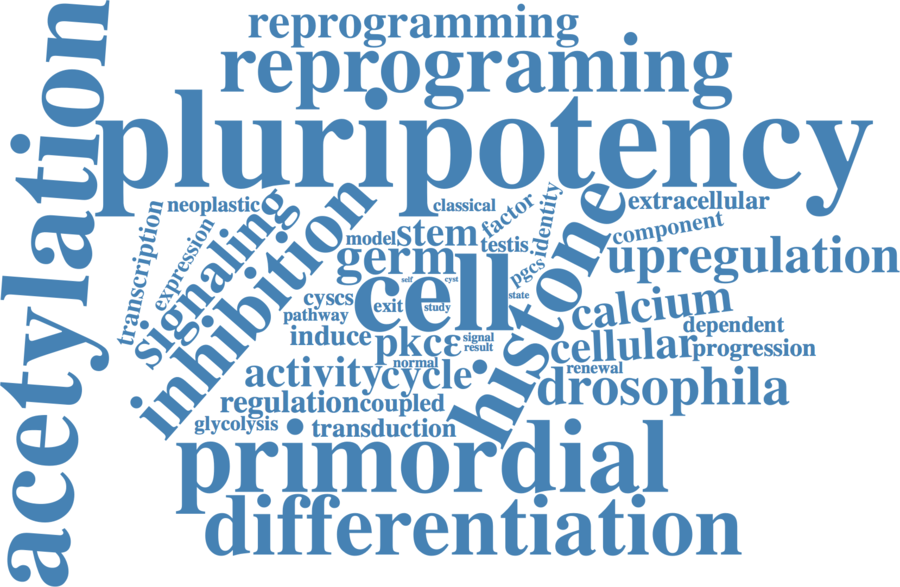 reprogramming
reprograming
pluripotency
acetylation
neoplastic
classical
extracellular
transcription
expression
signaling
inhibition
model
stem
factor
testis
identity
pgcs
histone
component
upregulation
germ
cell
self
cyst
state
cyscs
exit
study
calcium
pathway
dependent
induce
pkcε
signal
result
cellular
progression
normal
renewal
activity
cycle
drosophila
regulation
coupled
glycolysis
transduction
primordial
differentiation